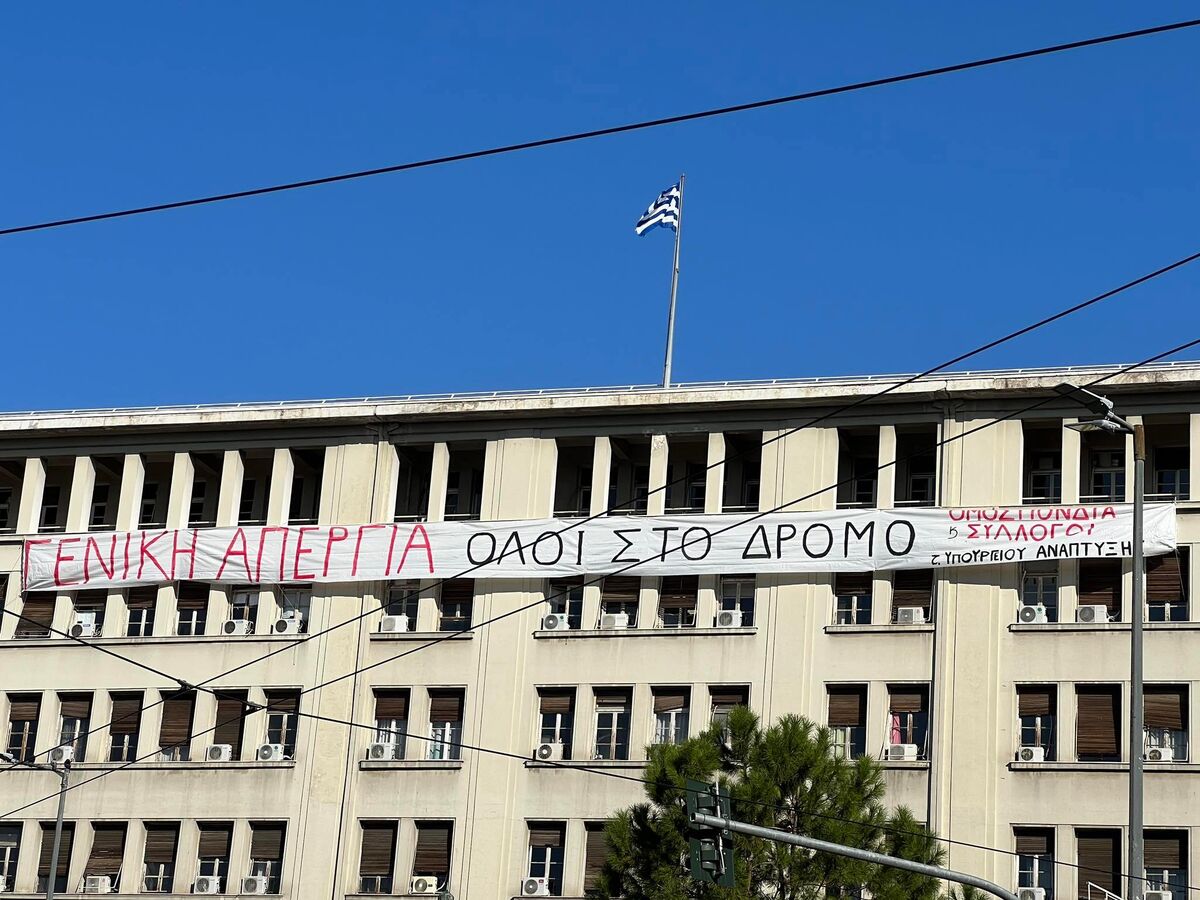 ΓΕΝΙΚΗ ΑΠΕΡΓΙΑ ΟΛΟΙ ΣΤΟ ΔΡΟΜΟ
ΟΜΟΣΠΟΝΔΙΑ
& ΣΥΛΛΟΓΟΙ
τ. ΥΠΟΥΡΓΕΙΟΥ ΑΝΑΠΤΥΞΗ